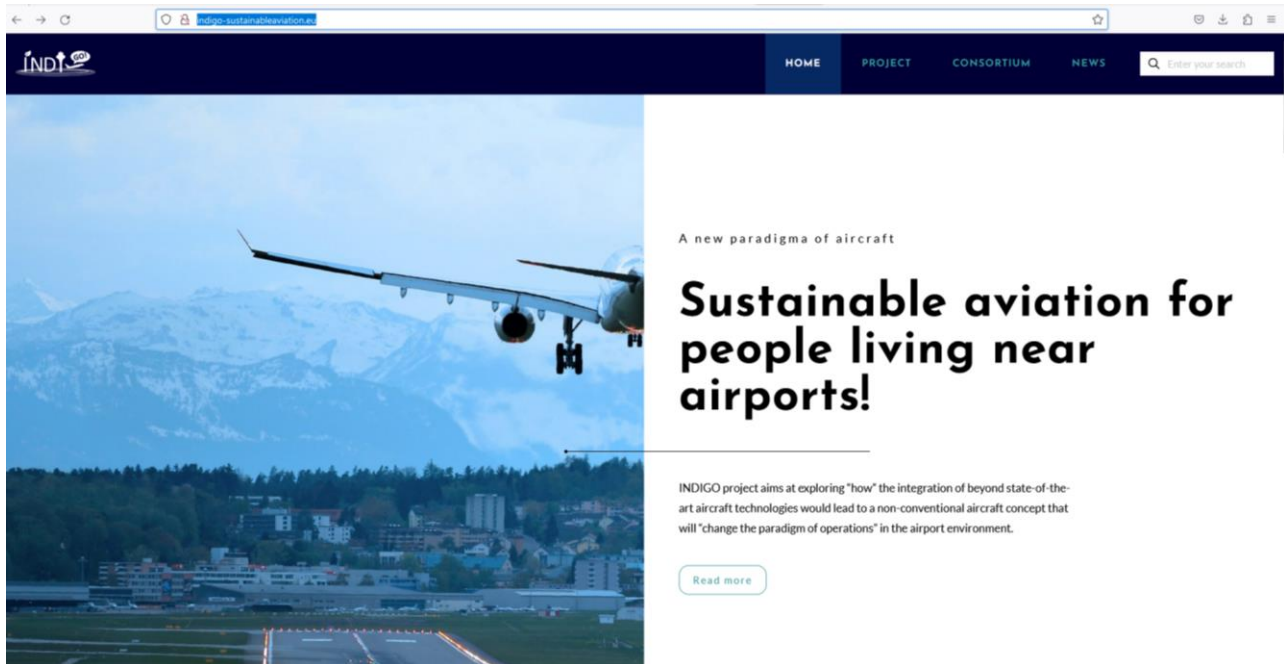 indigo-sustainableaviation.eu
INDIGO!
HOME PROJECT CONSORTIUM NEWS Enter your search
A new paradigma of aircraft
Sustainable aviation for
people living near
airports!
INDIGO project aims at exploring "how" the integration of beyond state-of-the-
art aircraft technologies would lead to a non-conventional aircraft concept that
will "change the paradigm of operations" in the airport environment.
Read more